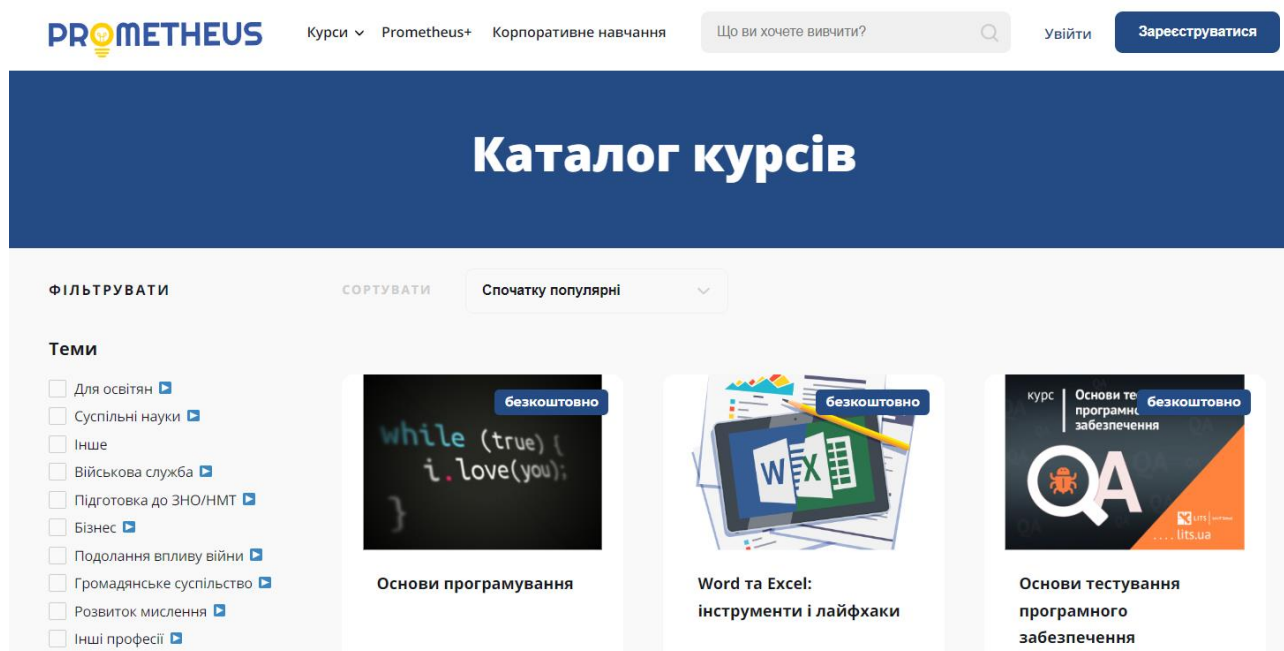 PROMETHEUS
Курси
Prometheus+
Корпоративне навчання
Що ви хочете вивчити?
Увійти
Зареєструватися
Каталог курсів
ФІЛЬТРУВАТИ
СОРТУВАТИ
Спочатку популярні
Теми
Для освітян
Суспільні науки
Інше
Військова служба
Підготовка до ЗНО/НМТ
Бізнес
Подолання впливу війни
Громадянське суспільство
Розвиток мислення
Інші професії
безкоштовно
while (true) {
i.love(you);
}
Основи програмування
безкоштовно
W X
Word та Excel:
інструменти і лайфхаки
безкоштовно
курс
Основи
забезпечення
QA
LITS
.... lits.ua
Основи тестування
програмного
забезпечення